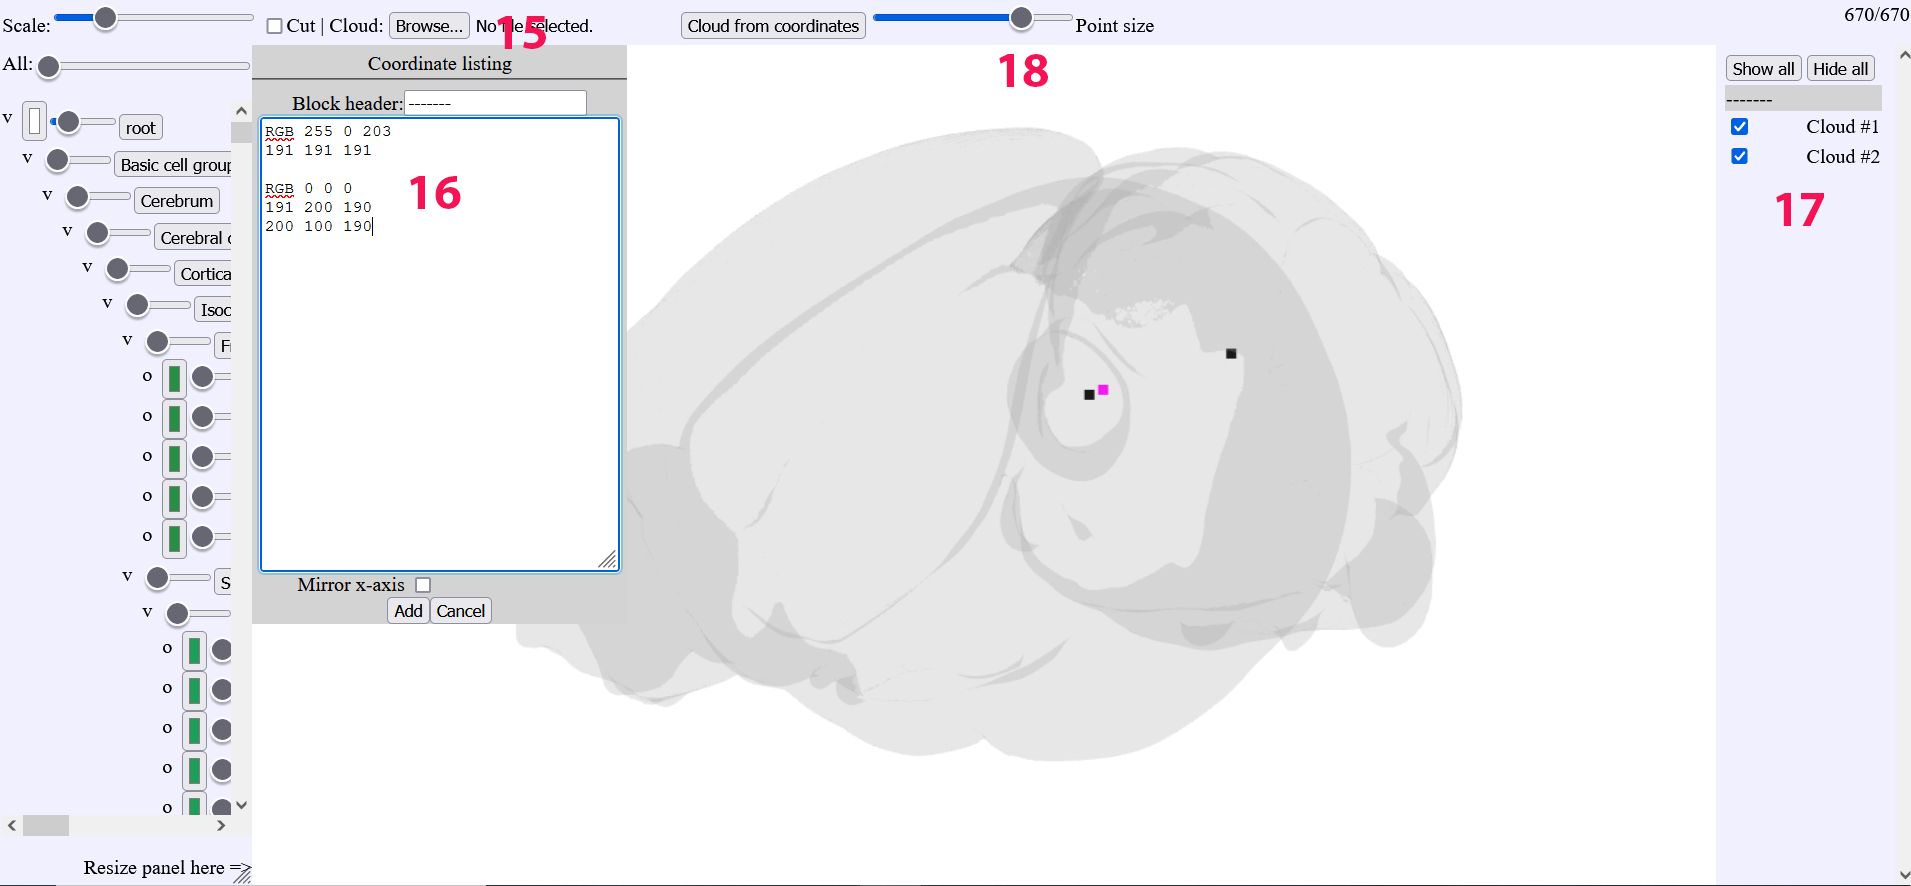 Scale:
Cut | Cloud: Browse... No file selected.
Cloud from coordinates
Point size
670/670
15
18
All:
Coordinate listing
Block header: -------
RGB 255 0 203
191 191 191
RGB 0 0 0
191 200 190
200 100 190
16
Mirror x-axis
Add Cancel
v root
v Basic cell group
v Cerebrum
v Cerebral c
v Cortica
v Isoc
v F
o
o
o
o
o
v S
v
o
o
o
o
o
Resize panel here =>
Show all Hide all
-------
Cloud #1
Cloud #2
17